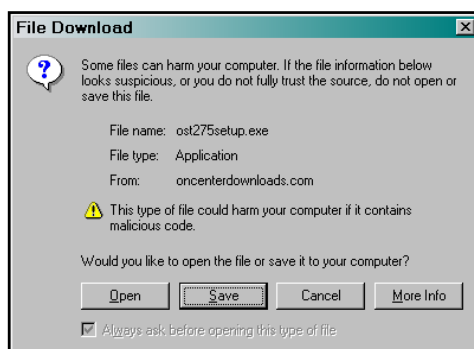 File Download
Some files can harm your computer. If the file information below
looks suspicious, or you do not fully trust the source, do not open or
save this file.
File name: ost275setup.exe
File type: Application
From: oncenterdownloads.com
This type of file could harm your computer if it contains
malicious code.
Would you like to open the file or save it to your computer?
Open Save Cancel More Info
Always ask before opening this type of file